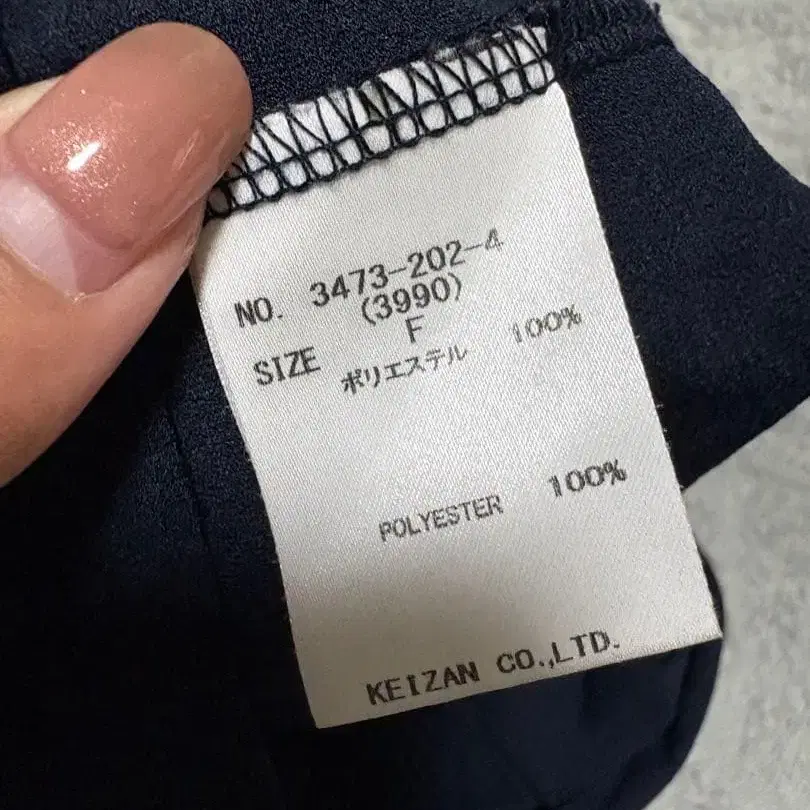 NO. 3473-202-4
(3990)
SIZE F
ポリエステル 100%
POLYESTER 100%
KEIZAN CO.,LTD.